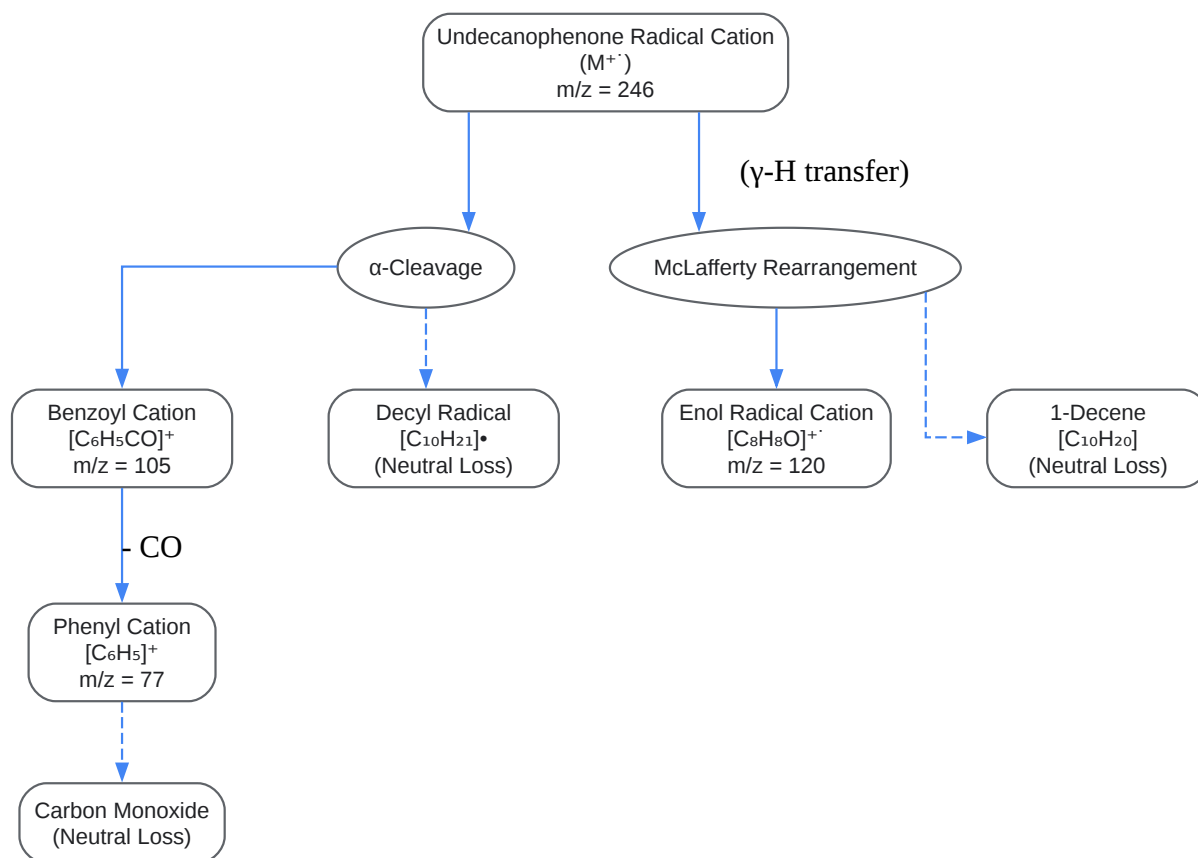 Undecanophenone Radical Cation
(M⁺˙)
m/z = 246
(γ-H transfer)
α-Cleavage
McLafferty Rearrangement
Benzoyl Cation
[C₆H₅CO]⁺
m/z = 105
Decyl Radical
[C₁₀H₂₁]•
(Neutral Loss)
Enol Radical Cation
[C₈H₈O]⁺˙
m/z = 120
1-Decene
[C₁₀H₂₀]
(Neutral Loss)
- CO
Phenyl Cation
[C₆H₅]⁺
m/z = 77
Carbon Monoxide
(Neutral Loss)